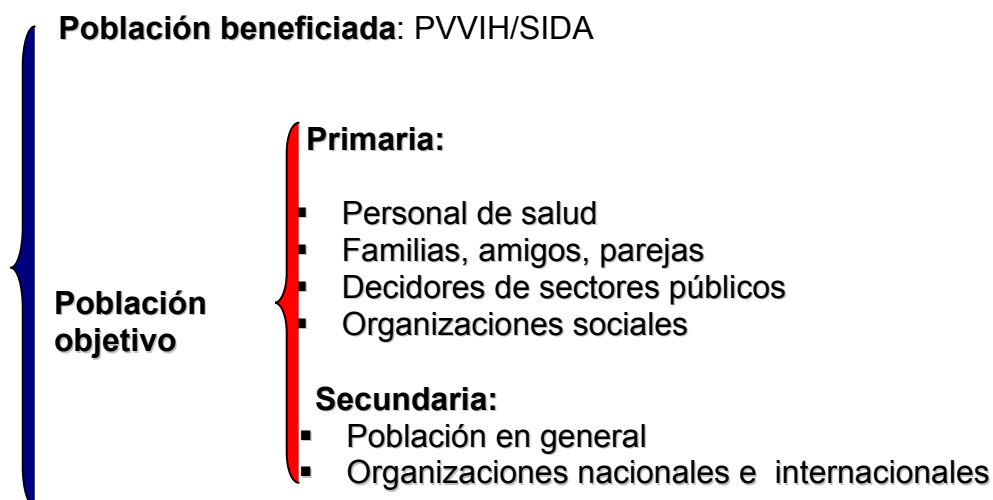 Población beneficiada: PVVIH/SIDA
Primaria:
▪ Personal de salud
▪ Familias, amigos, parejas
▪ Decidores de sectores públicos
▪ Organizaciones sociales
Población
objetivo
Secundaria:
▪ Población en general
▪ Organizaciones nacionales e internacionales